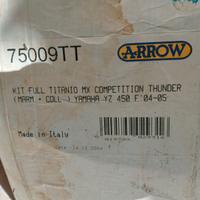 75009TT
ARROW
KIT FULL TITANIO MX COMPETITION THUNDER
(MARM + COLL.) YAMAHA YZ 450 F'04-05
Made in Italy